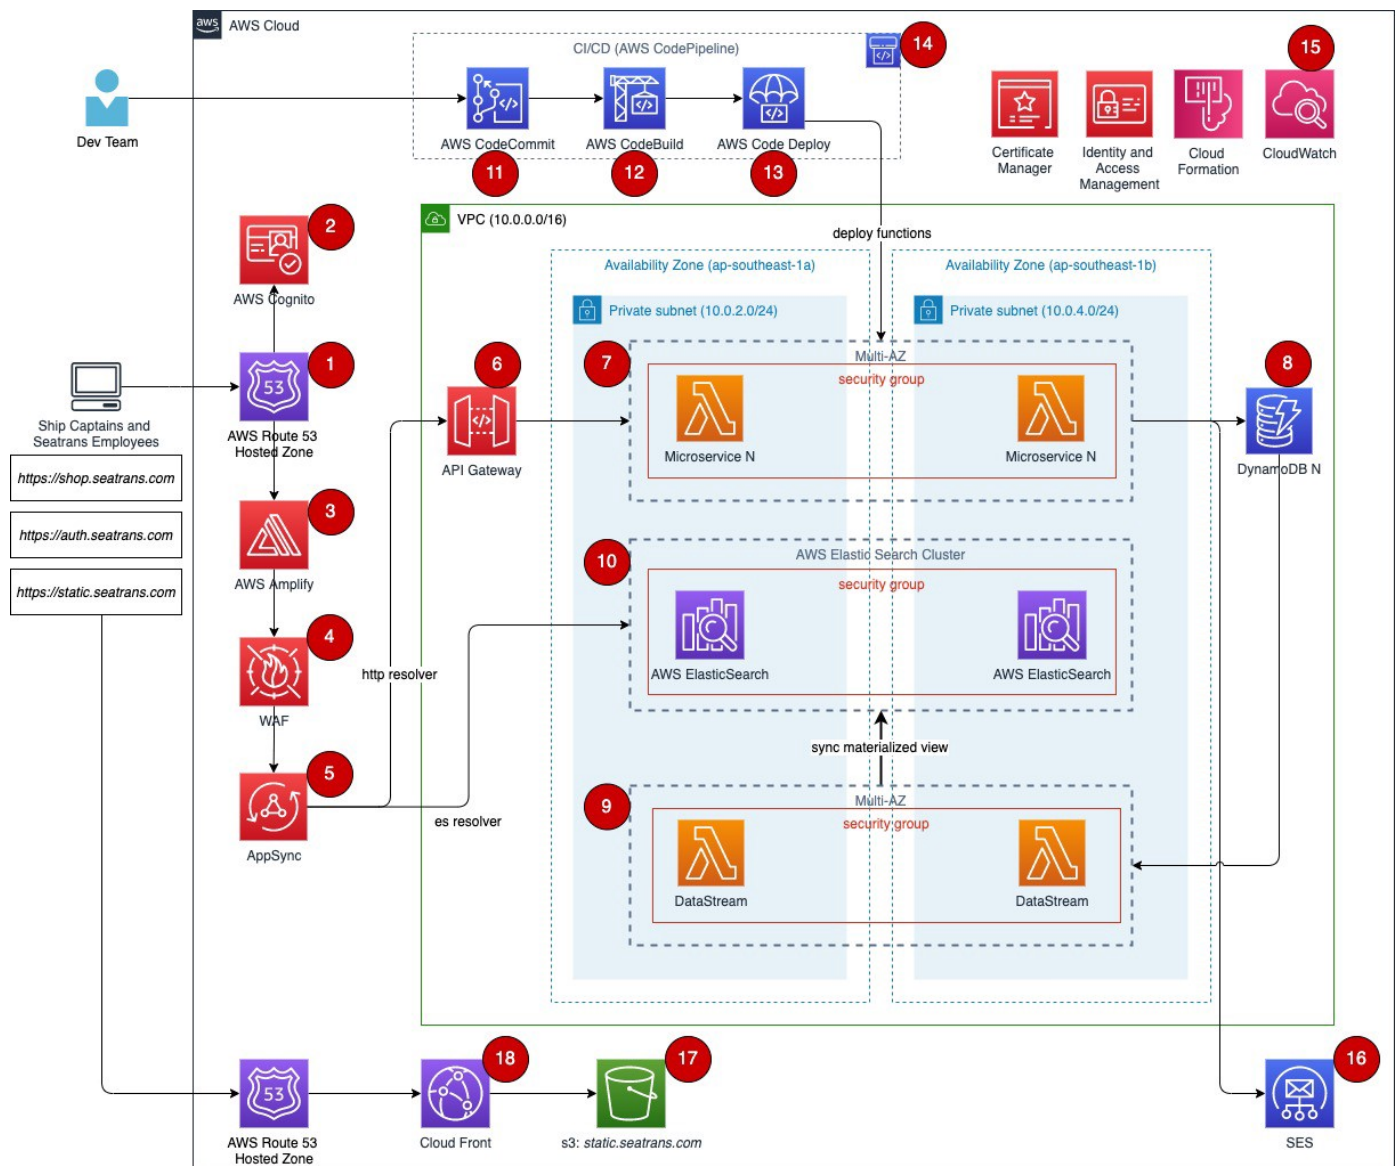 aws
AWS Cloud
CI/CD (AWS CodePipeline)
14
15
Dev Team
AWS CodeCommit
AWS CodeBuild
AWS Code Deploy
11
12
13
Certificate
Manager
Identity and
Access
Management
Cloud
Formation
CloudWatch
VPC (10.0.0.0/16)
deploy functions
2
AWS Cognito
Availability Zone (ap-southeast-1a)
Availability Zone (ap-southeast-1b)
Private subnet (10.0.2.0/24)
Private subnet (10.0.4.0/24)
1
53
AWS Route 53
Hosted Zone
Ship Captains and
Seatrans Employees
https://shop.seatrans.com
https://auth.seatrans.com
https://static.seatrans.com
6
API Gateway
7
Multi-AZ
security group
Microservice N
Microservice N
8
DynamoDB N
3
AWS Amplify
10
AWS Elastic Search Cluster
security group
AWS ElasticSearch
AWS ElasticSearch
4
WAF
http resolver
sync materialized view
5
AppSync
es resolver
9
Multi-AZ
security group
DataStream
DataStream
53
AWS Route 53
Hosted Zone
18
Cloud Front
17
s3: static.seatrans.com
16
SES